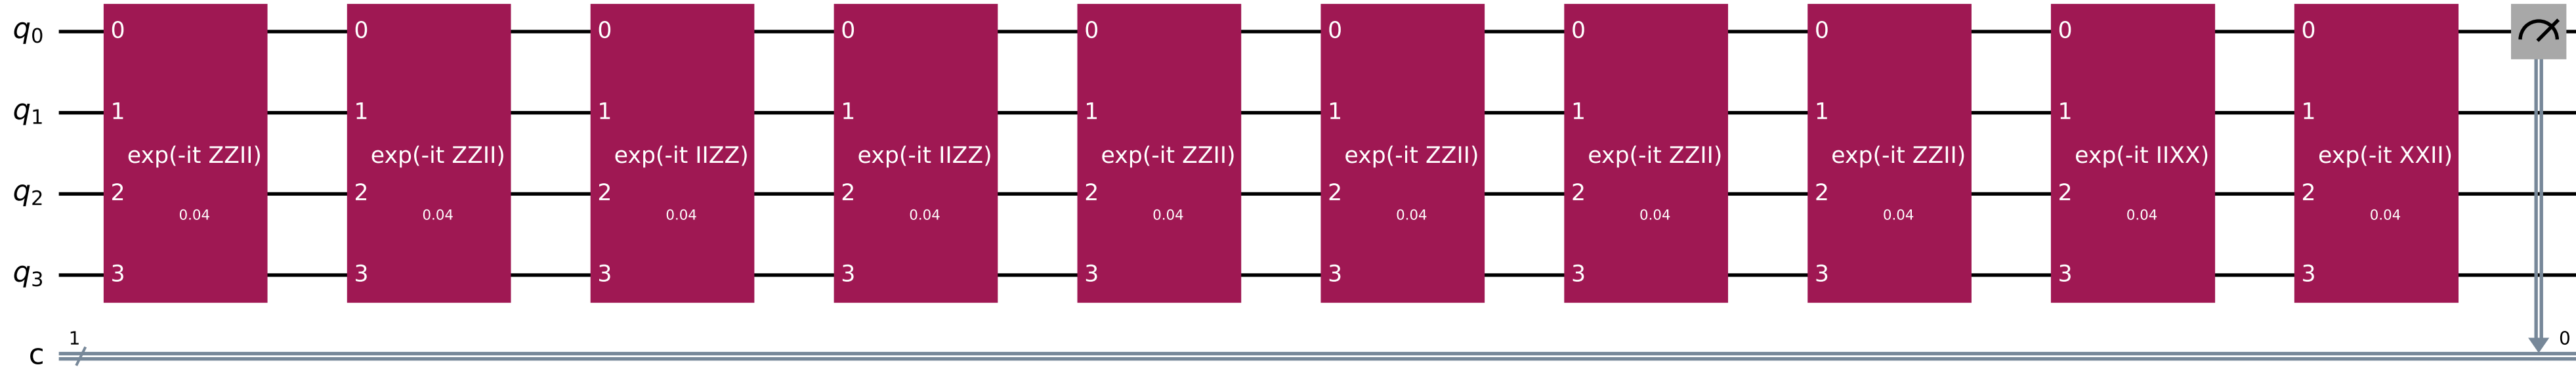 q0 0 0 0 0 0 0 0 0 0 0
q1 1 1 1 1 1 1 1 1 1 1
exp(-it ZZII) exp(-it ZZII) exp(-it IIZZ) exp(-it IIZZ) exp(-it ZZII) exp(-it ZZII) exp(-it ZZII) exp(-it ZZII) exp(-it IIXX) exp(-it XXII)
q2 2 2 2 2 2 2 2 2 2 2
0.04 0.04 0.04 0.04 0.04 0.04 0.04 0.04 0.04 0.04
q3 3 3 3 3 3 3 3 3 3 3
1 0
c